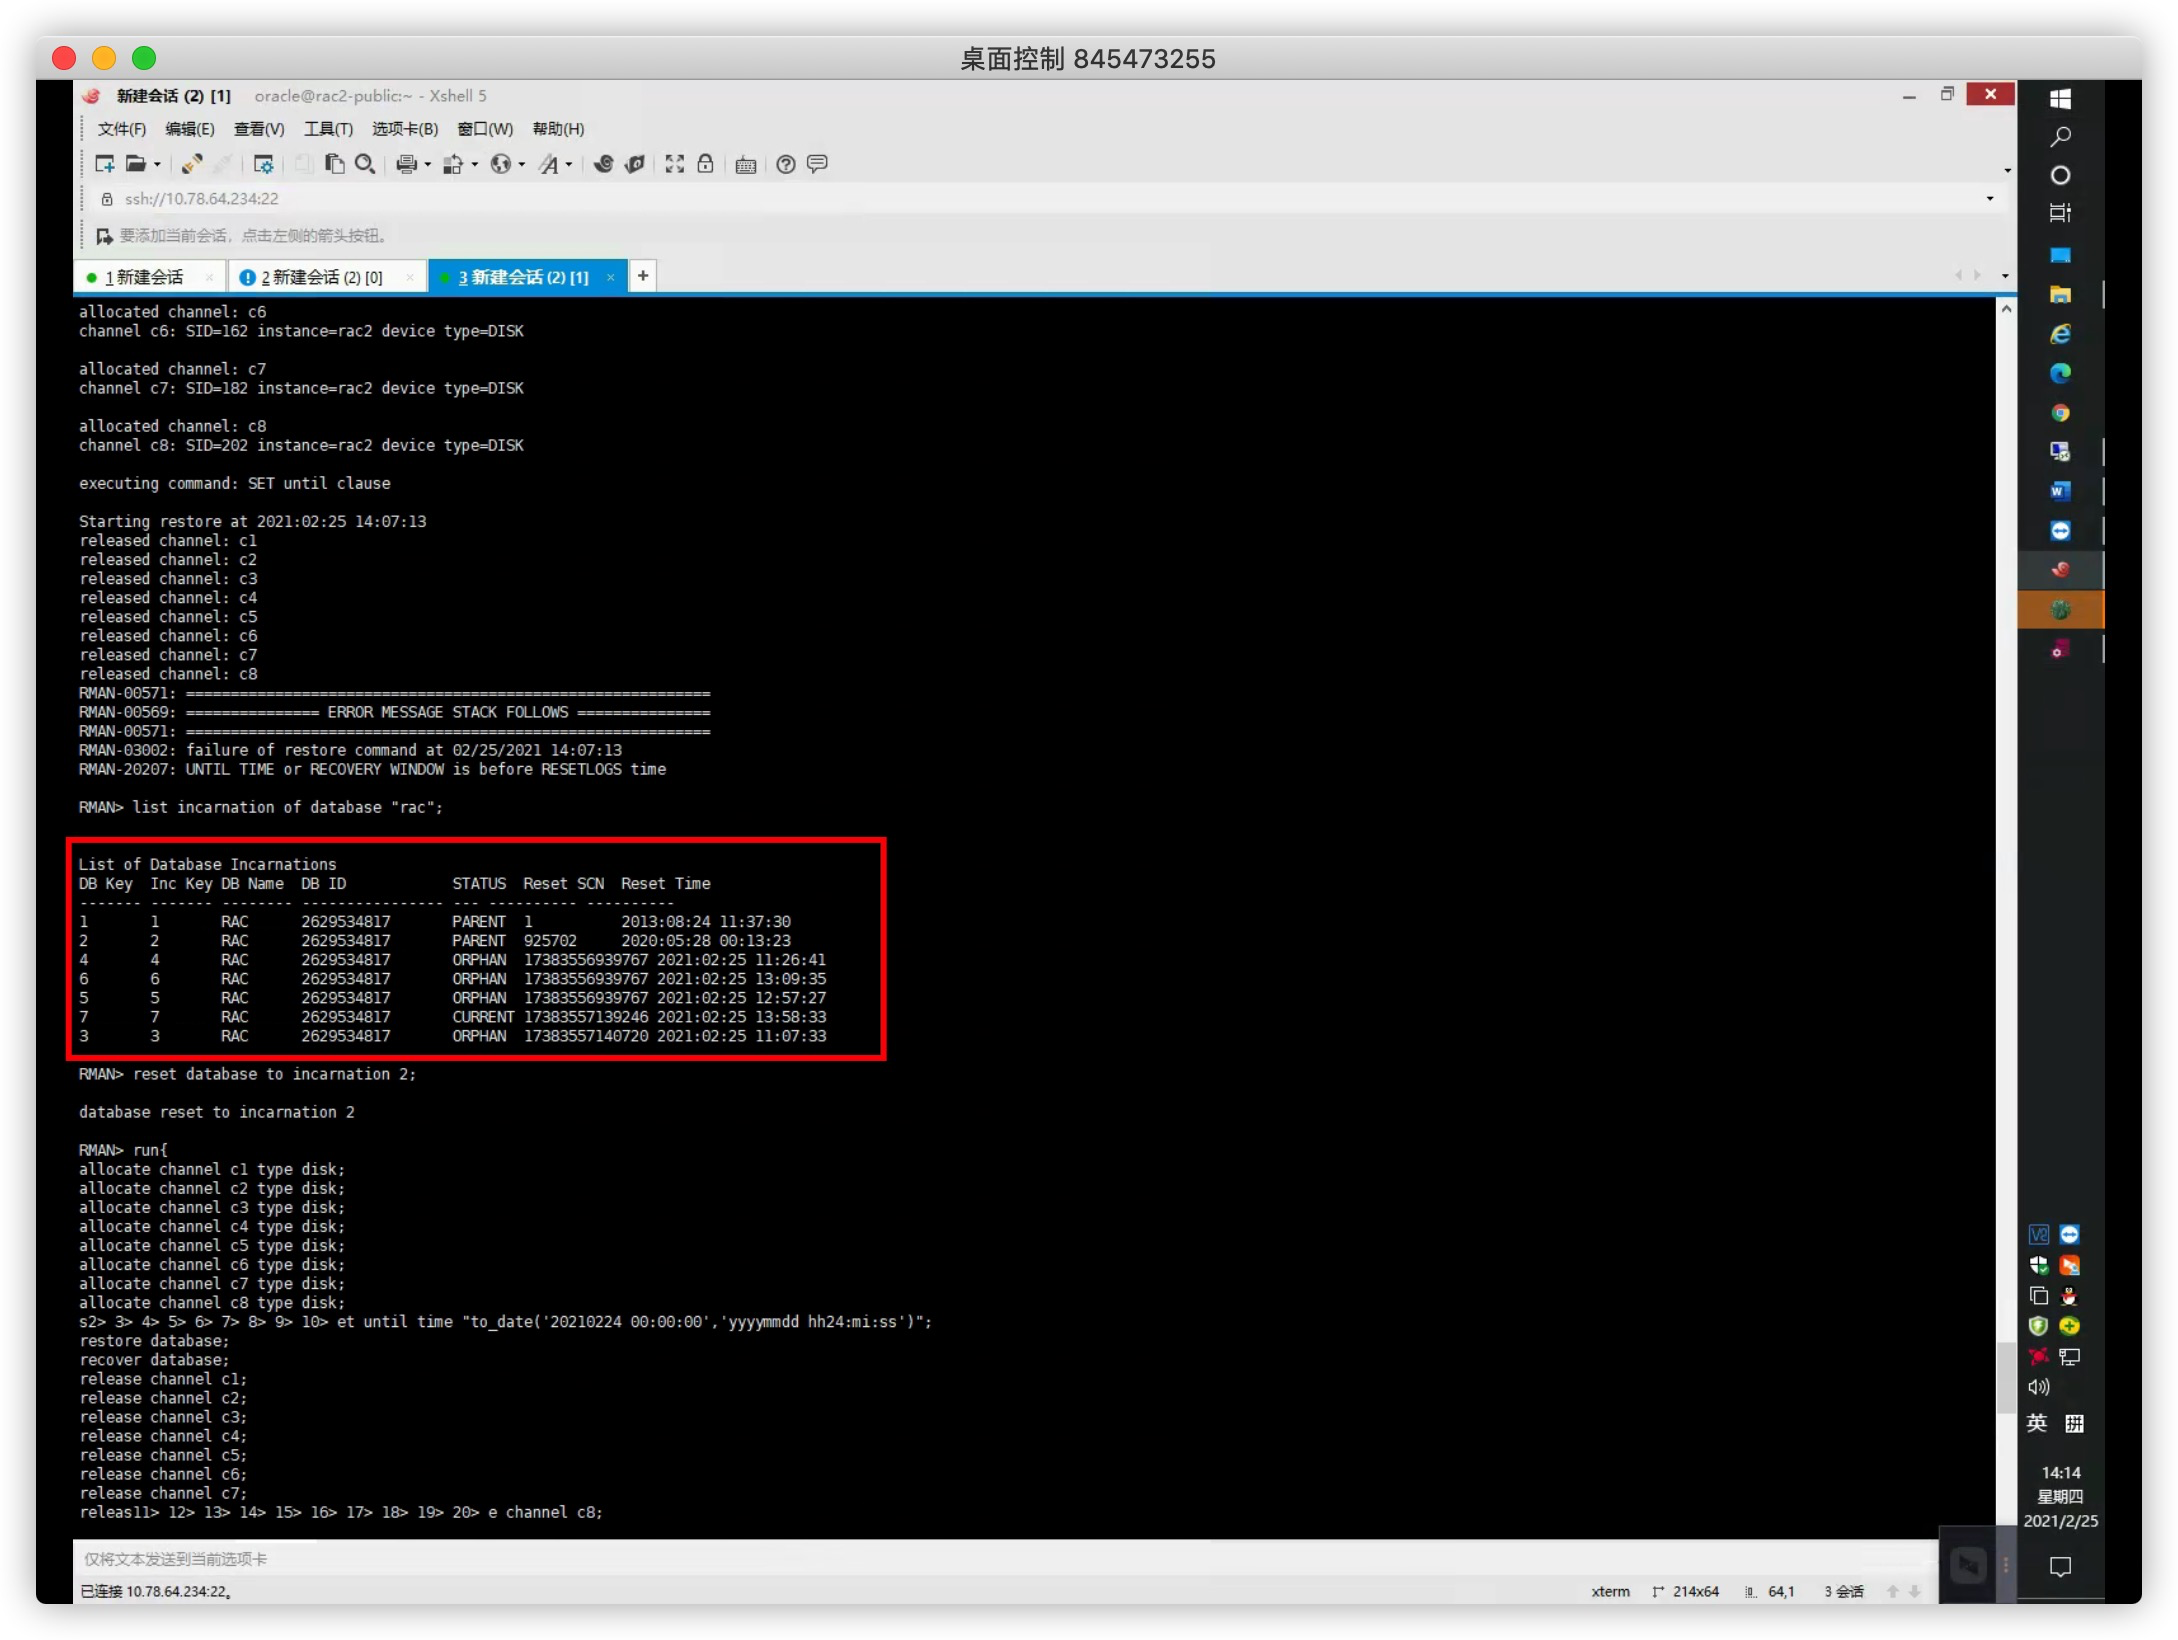 桌面控制 845473255
新建会话 (2) [1] oracle@rac2-public:~ - Xshell 5
文件(F) 编辑(E) 查看(V) 工具(T) 选项卡(B) 窗口(W) 帮助(H)
ssh://10.78.64.234:22
要添加当前会话，点击左侧的箭头按钮。
1 新建会话 2 新建会话 (2) [0] 3 新建会话 (2) [1]
allocated channel: c6
channel c6: SID=162 instance=rac2 device type=DISK
allocated channel: c7
channel c7: SID=182 instance=rac2 device type=DISK
allocated channel: c8
channel c8: SID=202 instance=rac2 device type=DISK
executing command: SET until clause
Starting restore at 2021:02:25 14:07:13
released channel: c1
released channel: c2
released channel: c3
released channel: c4
released channel: c5
released channel: c6
released channel: c7
released channel: c8
RMAN-00571: ===========================================================
RMAN-00569: =============== ERROR MESSAGE STACK FOLLOWS ===============
RMAN-00571: ===========================================================
RMAN-03002: failure of restore command at 02/25/2021 14:07:13
RMAN-20207: UNTIL TIME or RECOVERY WINDOW is before RESETLOGS time
RMAN> list incarnation of database "rac";
List of Database Incarnations
DB Key  Inc Key DB Name  DB ID            STATUS  Reset SCN  Reset Time
------- ------- -------- ---------------- --- ---------- ----------
1       1       RAC      2629534817       PARENT  1          2013:08:24 11:37:30
2       2       RAC      2629534817       PARENT  925702     2020:05:28 00:13:23
4       4       RAC      2629534817       ORPHAN  17383556939767 2021:02:25 11:26:41
6       6       RAC      2629534817       ORPHAN  17383556939767 2021:02:25 13:09:35
5       5       RAC      2629534817       ORPHAN  17383556939767 2021:02:25 12:57:27
7       7       RAC      2629534817       CURRENT 17383557139246 2021:02:25 13:58:33
3       3       RAC      2629534817       ORPHAN  17383557140720 2021:02:25 11:07:33
RMAN> reset database to incarnation 2;
database reset to incarnation 2
RMAN> run{
allocate channel c1 type disk;
allocate channel c2 type disk;
allocate channel c3 type disk;
allocate channel c4 type disk;
allocate channel c5 type disk;
allocate channel c6 type disk;
allocate channel c7 type disk;
allocate channel c8 type disk;
s2> 3> 4> 5> 6> 7> 8> 9> 10> et until time "to_date('20210224 00:00:00','yyyymmdd hh24:mi:ss')";
restore database;
recover database;
release channel c1;
release channel c2;
release channel c3;
release channel c4;
release channel c5;
release channel c6;
release channel c7;
releas11> 12> 13> 14> 15> 16> 17> 18> 19> 20> e channel c8;
仅将文本发送到当前选项卡
已连接 10.78.64.234:22。
xterm 214x64 64,1 3 会话
英 拼
14:14
星期四
2021/2/25